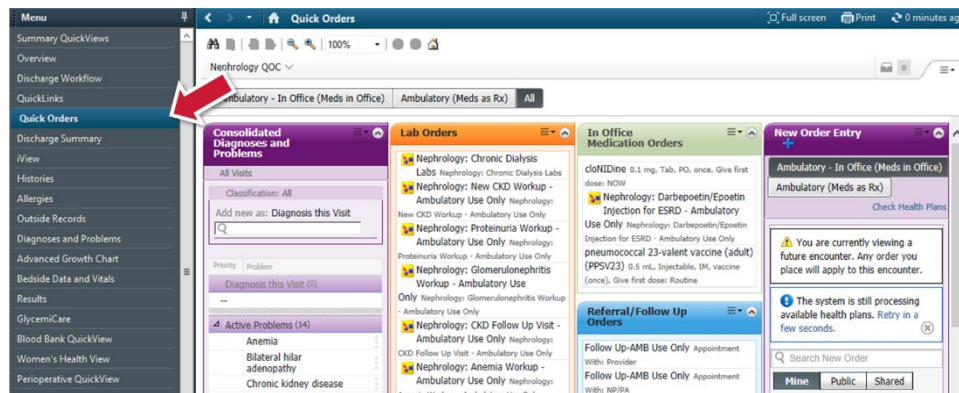 Menu
Summary QuickViews
Overview
Discharge Workflow
QuickLinks
Quick Orders
Discharge Summary
iView
Histories
Allergies
Outside Records
Diagnoses and Problems
Advanced Growth Chart
Bedside Data and Vitals
Results
GlycemiCare
Blood Bank QuickView
Women's Health View
Perioperative QuickView
Quick Orders
Full screen
Print
0 minutes ag
100%
Nephrology QOC
0
Ambulatory - In Office (Meds in Office)
Ambulatory (Meds as Rx)
All
Consolidated
Diagnoses and
Problems
All Visits
Classification: All
Add new as: Diagnosis this Visit
Priority Problem
Diagnosis this Visit (0)
--
Active Problems (14)
Anemia
Bilateral hilar
adenopathy
Chronic kidney disease
Lab Orders
Nephrology: Chronic Dialysis
Labs Nephrology: Chronic Dialysis Labs
Nephrology: New CKD Workup -
Ambulatory Use Only Nephrology:
New CKD Workup - Ambulatory Use Only
Nephrology: Proteinuria Workup -
Ambulatory Use Only Nephrology:
Proteinuria Workup - Ambulatory Use Only
Nephrology: Glomerulonephritis
Workup - Ambulatory Use
Only Nephrology: Glomerulonephritis Workup
- Ambulatory Use Only
Nephrology: CKD Follow Up Visit -
Ambulatory Use Only Nephrology:
CKD Follow Up Visit - Ambulatory Use Only
Nephrology: Anemia Workup -
Ambulatory Use Only Nephrology:
In Office
Medication Orders
cloNIDine 0.1 mg, Tab, PO, once, Give first
dose: NOW
Nephrology: Darbepoetin/Epoetin
Injection for ESRD - Ambulatory
Use Only Nephrology: Darbepoetin/Epoetin
Injection for ESRD - Ambulatory Use Only
pneumococcal 23-valent vaccine (adult)
(PPSV23) 0.5 mL, Injectable, IM, vaccine
(once), Give first dose: Routine
Referral/Follow Up
Orders
Follow Up-AMB Use Only Appointment
With: Provider
Follow Up-AMB Use Only Appointment
With: NP/PA
New Order Entry
Ambulatory - In Office (Meds in Office)
Ambulatory (Meds as Rx)
Check Health Plans
You are currently viewing a
future encounter. Any order you
place will apply to this encounter.
The system is still processing
available health plans. Retry in a
few seconds.
Search New Order
Mine
Public
Shared